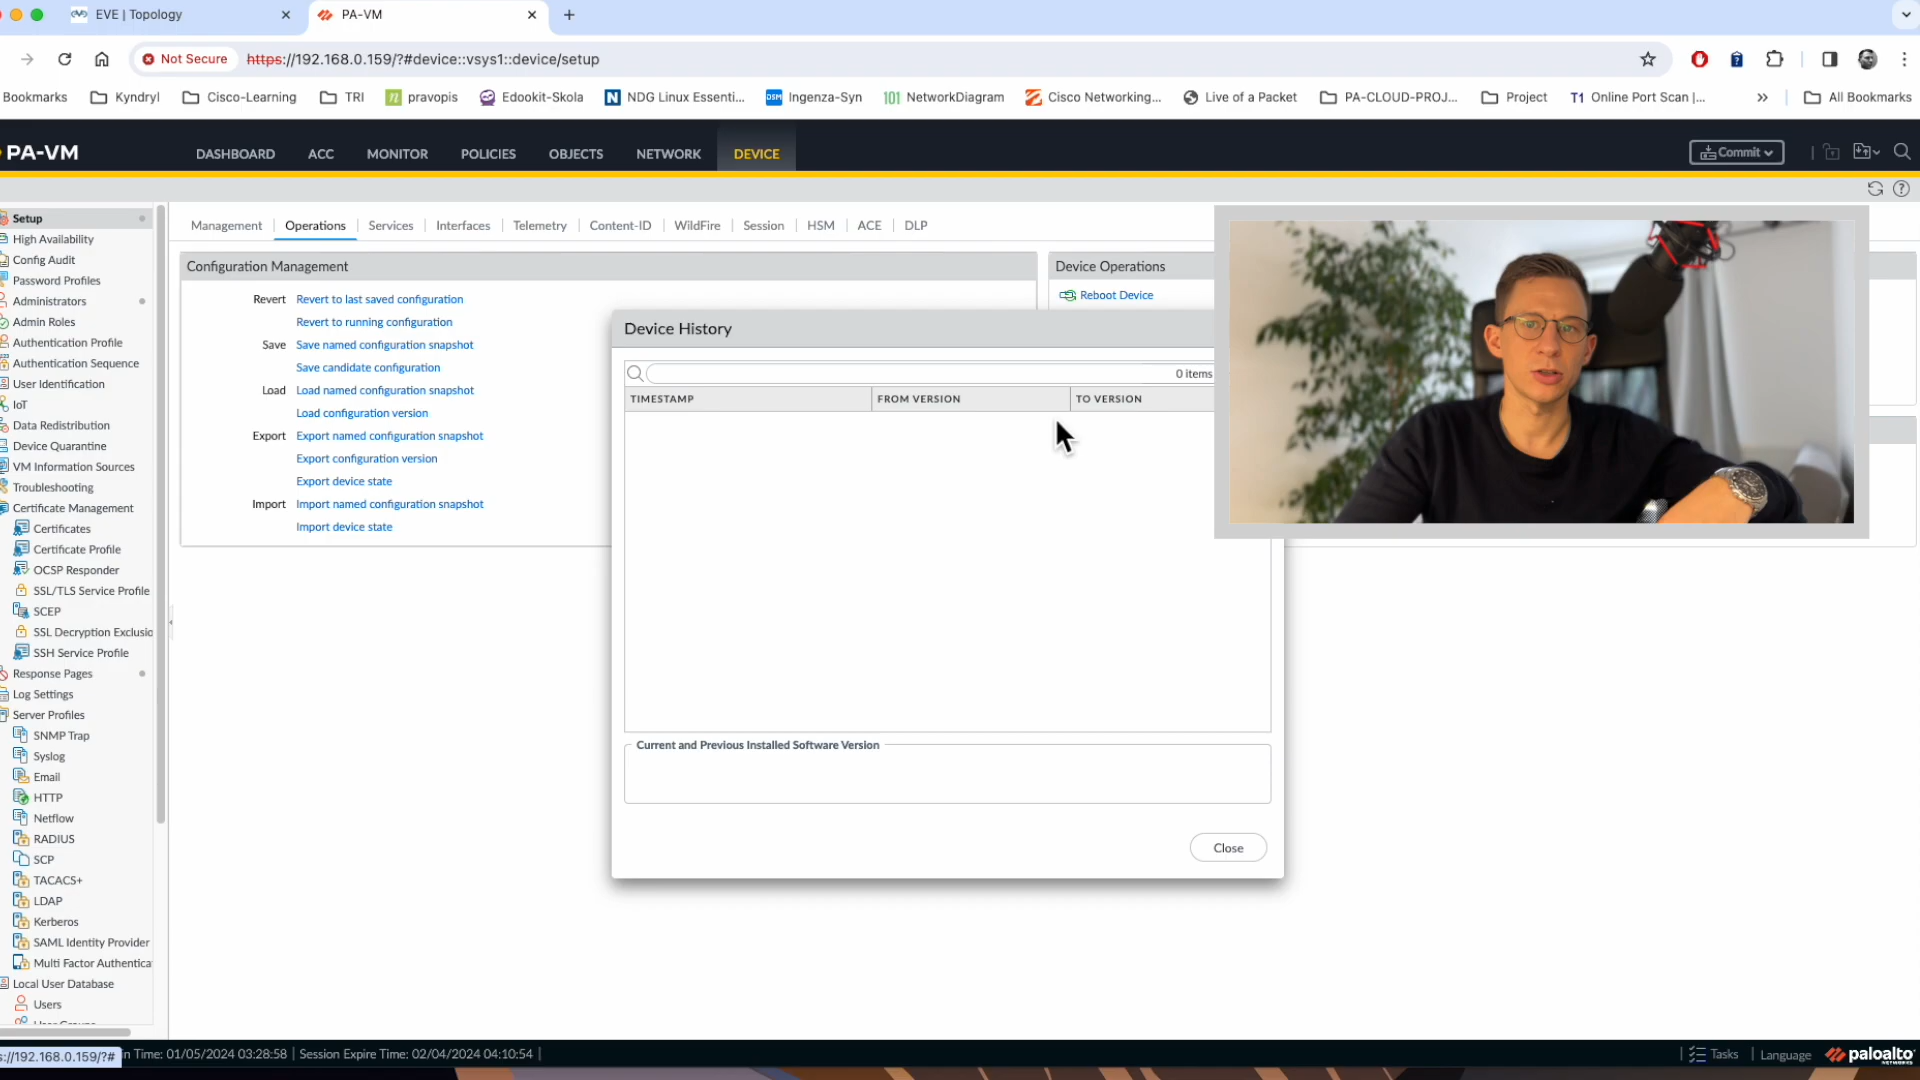 EVE | Topology
PA-VM
Not Secure
https://192.168.0.159/?#device::vsys1::device/setup
Bookmarks
Kyndryl
Cisco-Learning
TRI
pravopis
Edookit-Skola
NDG Linux Essenti...
Ingenza-Syn
NetworkDiagram
Cisco Networking...
Live of a Packet
PA-CLOUD-PROJ...
Project
Online Port Scan |...
All Bookmarks
PA-VM
DASHBOARD
ACC
MONITOR
POLICIES
OBJECTS
NETWORK
DEVICE
Commit
Setup
High Availability
Config Audit
Password Profiles
Administrators
Admin Roles
Authentication Profile
Authentication Sequence
User Identification
IoT
Data Redistribution
Device Quarantine
VM Information Sources
Troubleshooting
Certificate Management
Certificates
Certificate Profile
OCSP Responder
SSL/TLS Service Profile
SCEP
SSL Decryption Exclusio
SSH Service Profile
Response Pages
Log Settings
Server Profiles
SNMP Trap
Syslog
Email
HTTP
Netflow
RADIUS
SCP
TACACS+
LDAP
Kerberos
SAML Identity Provider
Multi Factor Authentica
Local User Database
Users
Management
Operations
Services
Interfaces
Telemetry
Content-ID
WildFire
Session
HSM
ACE
DLP
Configuration Management
Revert Revert to last saved configuration
Revert to running configuration
Save Save named configuration snapshot
Save candidate configuration
Load Load named configuration snapshot
Load configuration version
Export Export named configuration snapshot
Export configuration version
Export device state
Import Import named configuration snapshot
Import device state
Device Operations
Reboot Device
Device History
0 items
TIMESTAMP
FROM VERSION
TO VERSION
Current and Previous Installed Software Version
Close
s://192.168.0.159/?#
n Time: 01/05/2024 03:28:58 | Session Expire Time: 02/04/2024 04:10:54 |
Tasks
Language
paloalto
NETWORKS